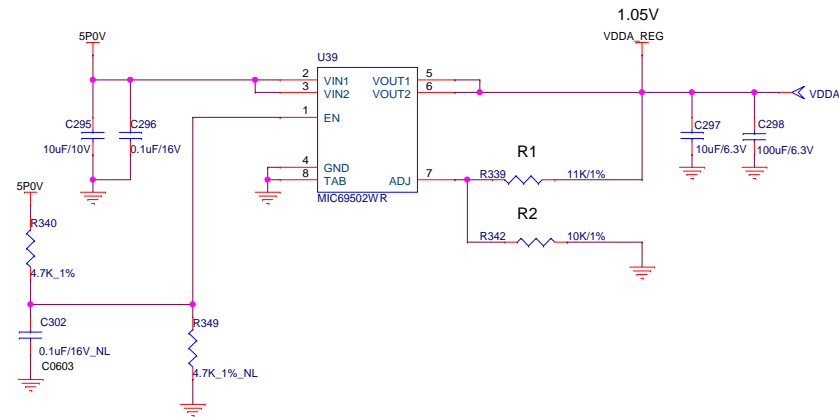 1.05V
5P0V
VDDA_REG
U39
2 VIN1 VOUT1 5
3 VIN2 VOUT2 6
VDDA
1 EN
C295
C296
C297
C298
10uF/10V
0.1uF/16V
10uF/6.3V
100uF/6.3V
R1
4 GND
8 TAB ADJ 7
R339
11K/1%
MIC69502WR
5P0V
R2
R340
R342
10K/1%
4.7K_1%
C302
R349
0.1uF/16V_NL
C0603
4.7K_1%_NL